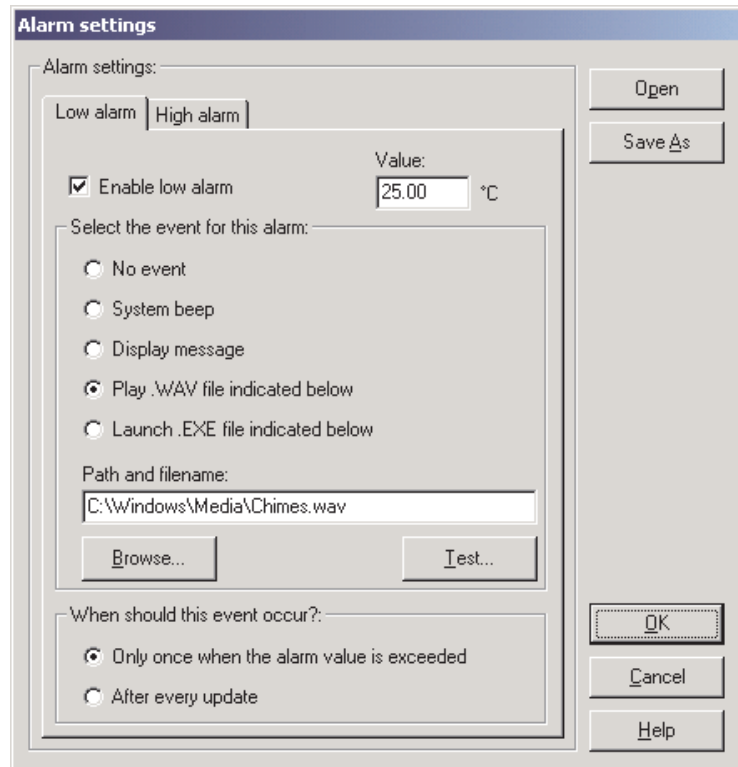 Alarm settings
Alarm settings:
Open
Low alarm
High alarm
Save As
Value:
Enable low alarm
25.00 °C
Select the event for this alarm:
No event
System beep
Display message
Play .WAV file indicated below
Launch .EXE file indicated below
Path and filename:
C:\Windows\Media\Chimes.wav
Browse...
Test...
When should this event occur?:
OK
Only once when the alarm value is exceeded
Cancel
After every update
Help